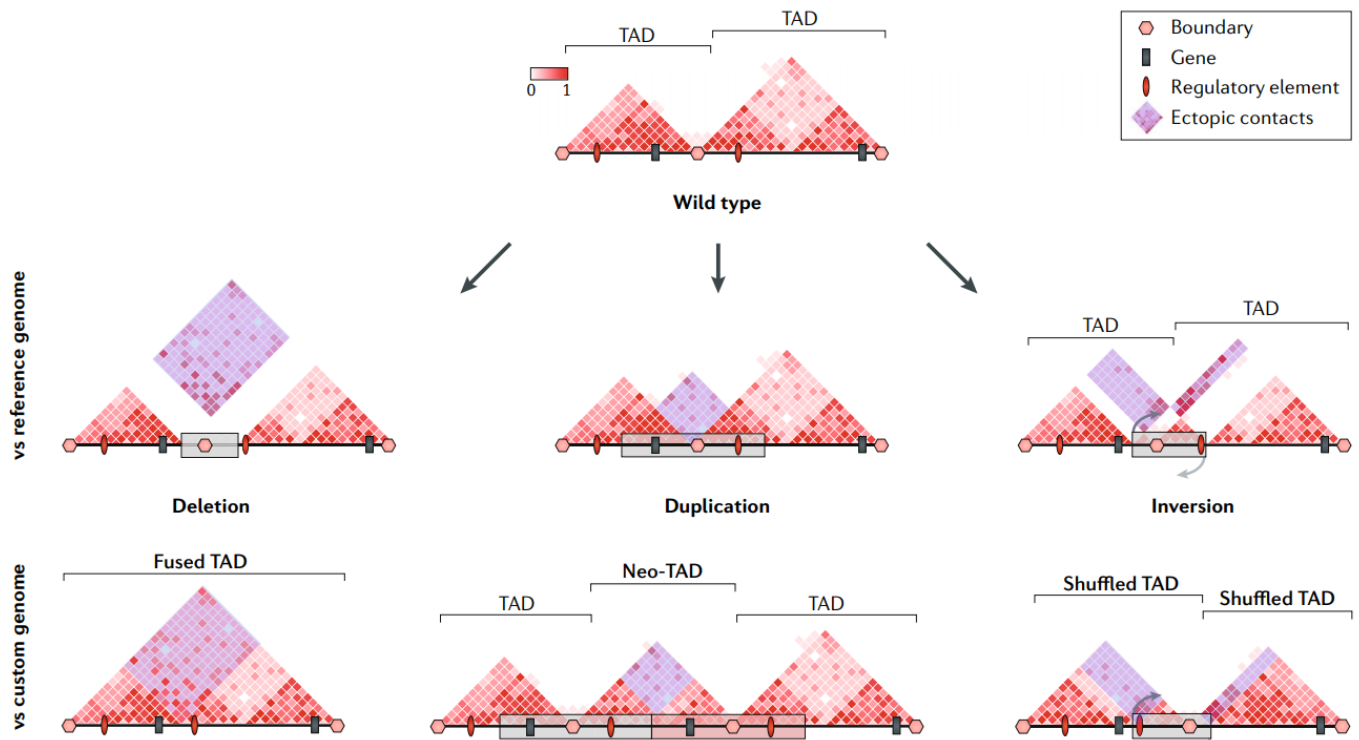 TAD
TAD
0 1
Boundary
Gene
Regulatory element
Ectopic contacts
Wild type
vs reference genome
TAD
TAD
Deletion
Duplication
Inversion
vs custom genome
Fused TAD
TAD
Neo-TAD
TAD
Shuffled TAD
Shuffled TAD